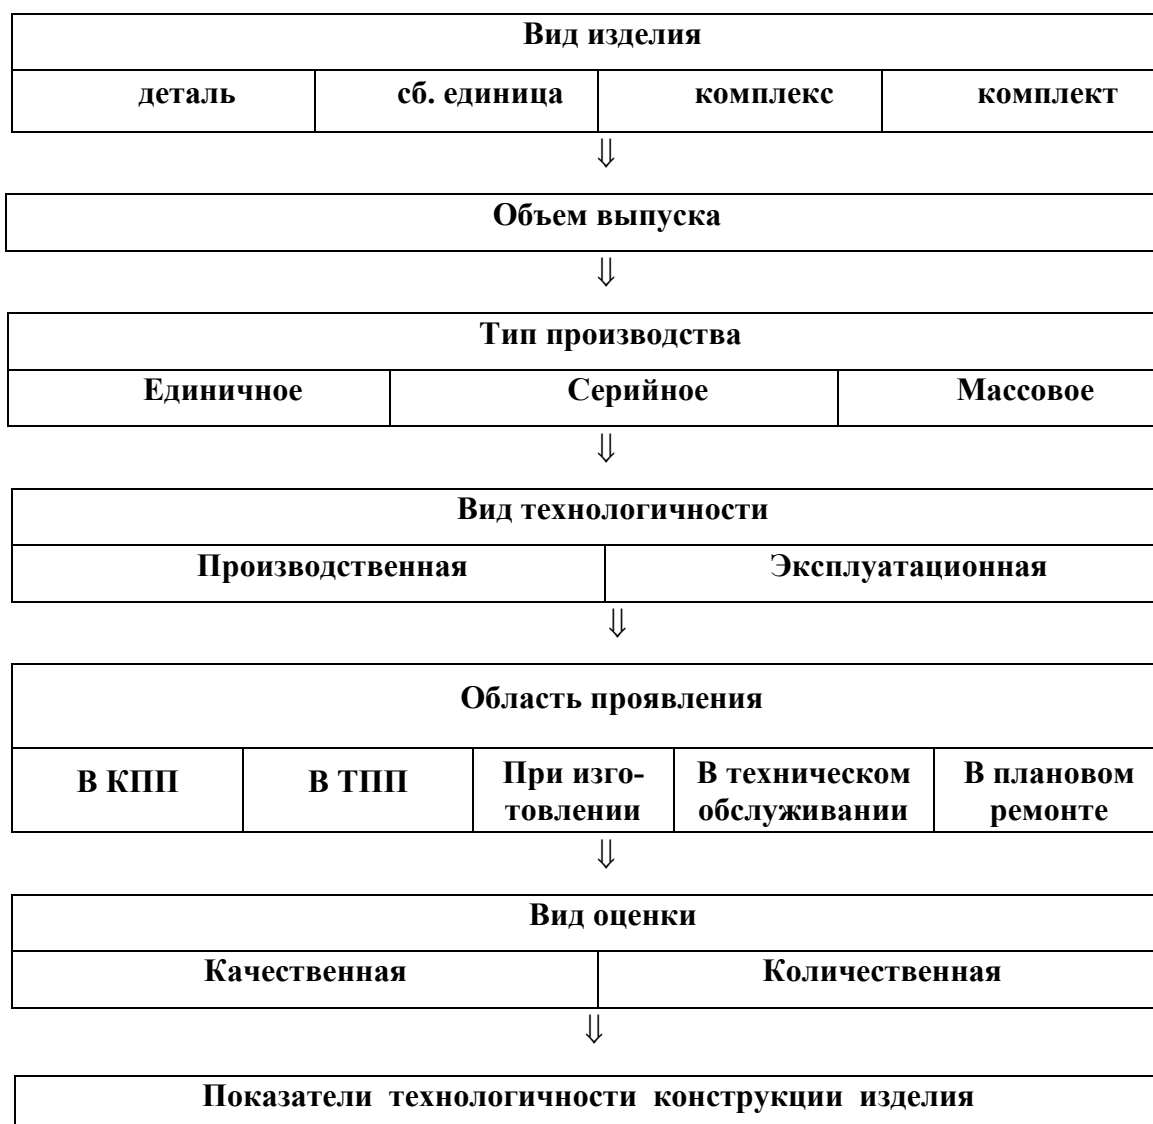 Вид изделия
деталь сб. единица комплекс комплект
⇓
Объем выпуска
⇓
Тип производства
Единичное Серийное Массовое
⇓
Вид технологичности
Производственная Эксплуатационная
⇓
Область проявления
В КПП В ТПП При изго- В техническом В плановом
товлении обслуживании ремонте
⇓
Вид оценки
Качественная Количественная
⇓
Показатели технологичности конструкции изделия